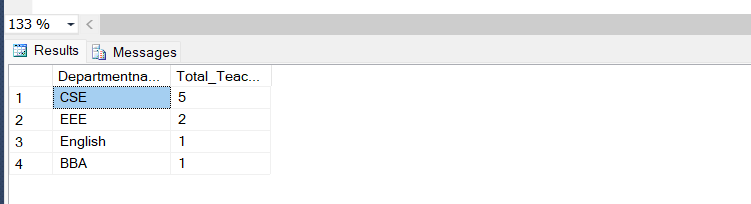 133 %
Results Messages
Departmentna... Total_Teac...
1 CSE 5
2 EEE 2
3 English 1
4 BBA 1